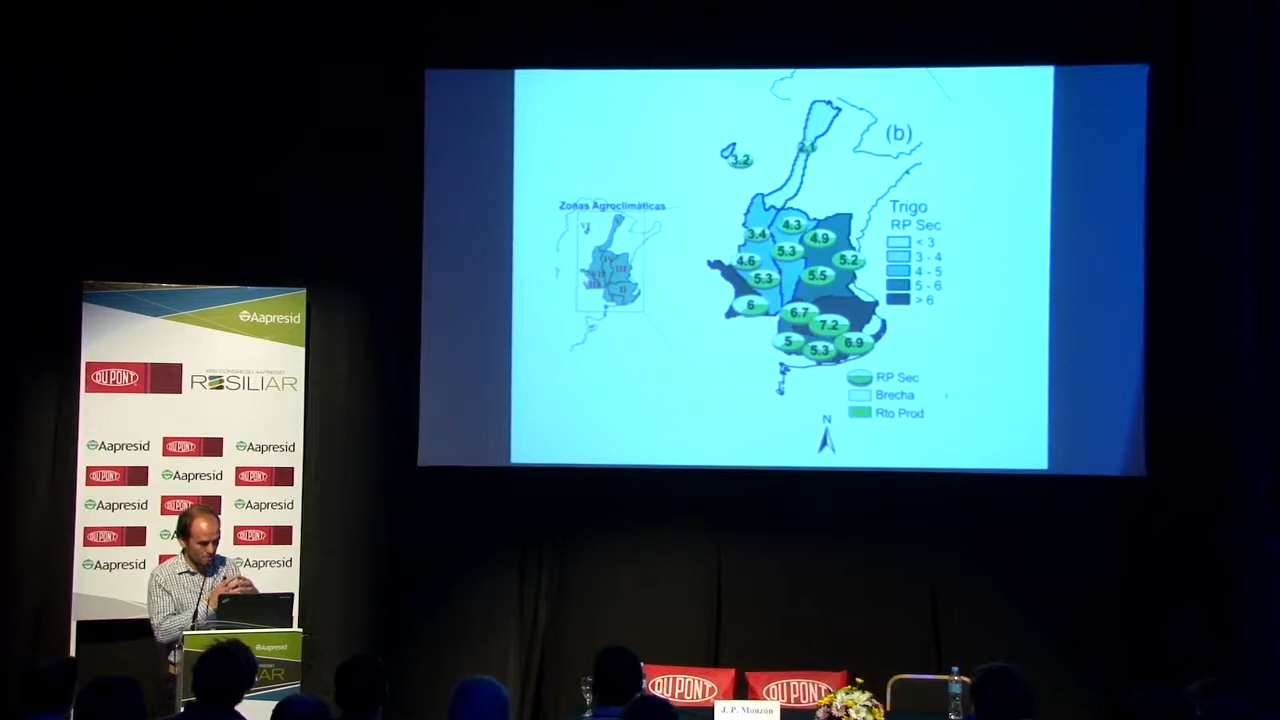 (b)
2.1
3.2
Zonas Agroclimáticas
Trigo
RP Sec
< 3
3 - 4
4 - 5
5 - 6
> 6
4.3
3.4
4.9
5.3
4.6
5.2
5.3
5.5
6
6.7
7.2
5
5.3
6.9
RP Sec
Brecha
Rto Prod
N
Aapresid
DU PONT
XXIV CONGRESO AAPRESID
RESILIAR
Aapresid DU PONT Aapresid
DU PONT Aapresid DU PONT
Aapresid DU PONT Aapresid
DU PONT DU PONT
Aapresid Aapresid
Aapresid
AR
DU PONT DU PONT
J. P. Monzón